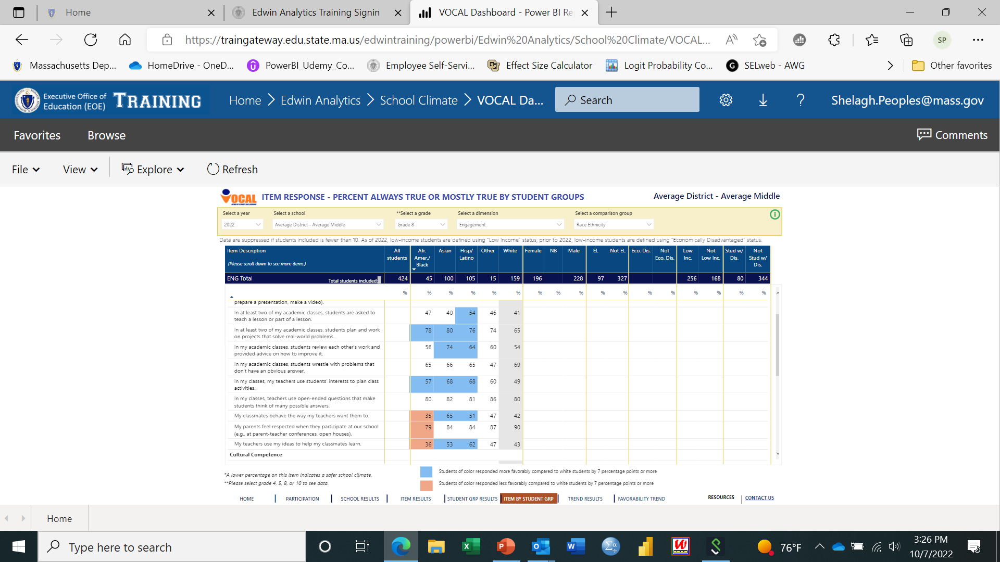 Home
Edwin Analytics Training Signin
VOCAL Dashboard - Power BI Re
https://traingateway.edu.state.ma.us/edwintraining/powerbi/Edwin%20Analytics/School%20Climate/VOCAL...
SP
Massachusetts Dep...
HomeDrive - OneD...
PowerBI_Udemy_Co...
Employee Self-Servi...
Effect Size Calculator
Logit Probability Co...
SELweb - AWG
Other favorites
Executive Office of
Education (EOE)
TRAINING
Home > Edwin Analytics > School Climate > VOCAL Da...
Search
Shelagh.Peoples@mass.gov
Favorites Browse
Comments
File View Explore Refresh
VOCAL
ITEM RESPONSE - PERCENT ALWAYS TRUE OR MOSTLY TRUE BY STUDENT GROUPS
Average District - Average Middle
Select a year Select a school **Select a grade Select a dimension Select a comparison group
2022 Average District - Average Middle Grade 8 Engagement Race Ethnicity
Data are suppressed if students included is fewer than 10. As of 2022, low-income students are defined using "Low Income" status; prior to 2022, low-income students are defined using "Economically Disadvantaged" status.
Item Description All students Afr. Amer./ Black Asian Hisp/ Latino Other White Female NB Male EL Not EL Eco. Dis. Not Eco. Dis. Low Inc. Not Low Inc. Stud w/ Dis. Not Stud w/ Dis.
(Please scroll down to see more items.)
ENG Total Total students included: 424 45 100 105 15 159 196 228 97 327 256 168 80 344
% % % % % % % % % % % % % % % % %
prepare a presentation, make a video).
In at least two of my academic classes, students are asked to 47 40 54 46 41
teach a lesson or part of a lesson.
In at least two of my academic classes, students plan and work 78 80 76 74 65
on projects that solve real-world problems.
In my academic classes, students review each other's work and 56 74 64 60 54
provided advice on how to improve it.
In my academic classes, students wrestle with problems that 65 66 65 47 69
don't have an obvious answer.
In my classes, my teachers use students' interests to plan class 57 68 68 60 49
activities.
In my classes, teachers use open-ended questions that make 80 82 81 86 80
students think of many possible answers.
My classmates behave the way my teachers want them to. 35 65 51 47 42
My parents feel respected when they participate at our school 79 84 84 87 90
(e.g., at parent-teacher conferences, open houses).
My teachers use my ideas to help my classmates learn. 36 53 62 47 43
Cultural Competence
*A lower percentage on this item indicates a safer school climate.
**Please select grade 4, 5, 8, or 10 to see data.
Students of color responded more favorably compared to white students by 7 percentage points or more
Students of color responded less favorably compared to white students by 7 percentage points or more
HOME PARTICIPATION SCHOOL RESULTS ITEM RESULTS STUDENT GRP RESULTS ITEM BY STUDENT GRP TREND RESULTS FAVORABILITY TREND RESOURCES CONTACT US
Home
Type here to search
76°F
3:26 PM
10/7/2022